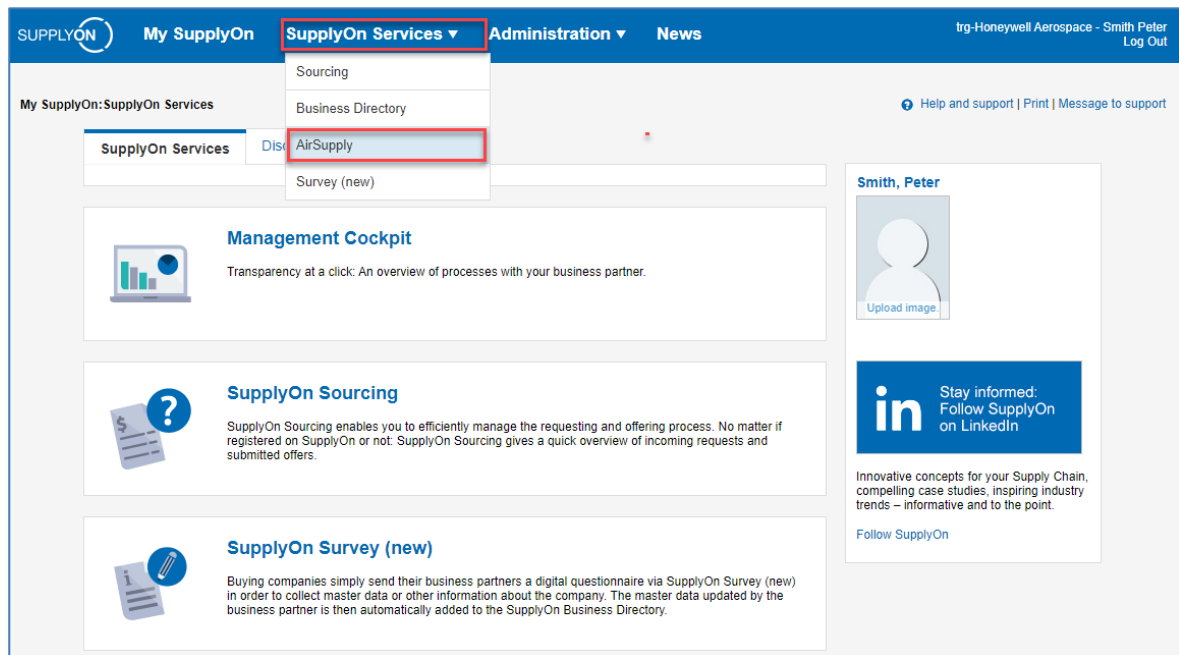 SUPPLYON My SupplyOn SupplyOn Services ▼ Administration ▼ News
trg-Honeywell Aerospace - Smith Peter
Log Out
Sourcing
Business Directory
AirSupply
Survey (new)
My SupplyOn:SupplyOn Services
Help and support | Print | Message to support
SupplyOn Services
Management Cockpit
Transparency at a click: An overview of processes with your business partner.
SupplyOn Sourcing
SupplyOn Sourcing enables you to efficiently manage the requesting and offering process. No matter if
registered on SupplyOn or not: SupplyOn Sourcing gives a quick overview of incoming requests and
submitted offers.
SupplyOn Survey (new)
Buying companies simply send their business partners a digital questionnaire via SupplyOn Survey (new)
in order to collect master data or other information about the company. The master data updated by the
business partner is then automatically added to the SupplyOn Business Directory.
Smith, Peter
Upload image.
in
Stay informed:
Follow SupplyOn
on LinkedIn
Innovative concepts for your Supply Chain,
compelling case studies, inspiring industry
trends – informative and to the point.
Follow SupplyOn